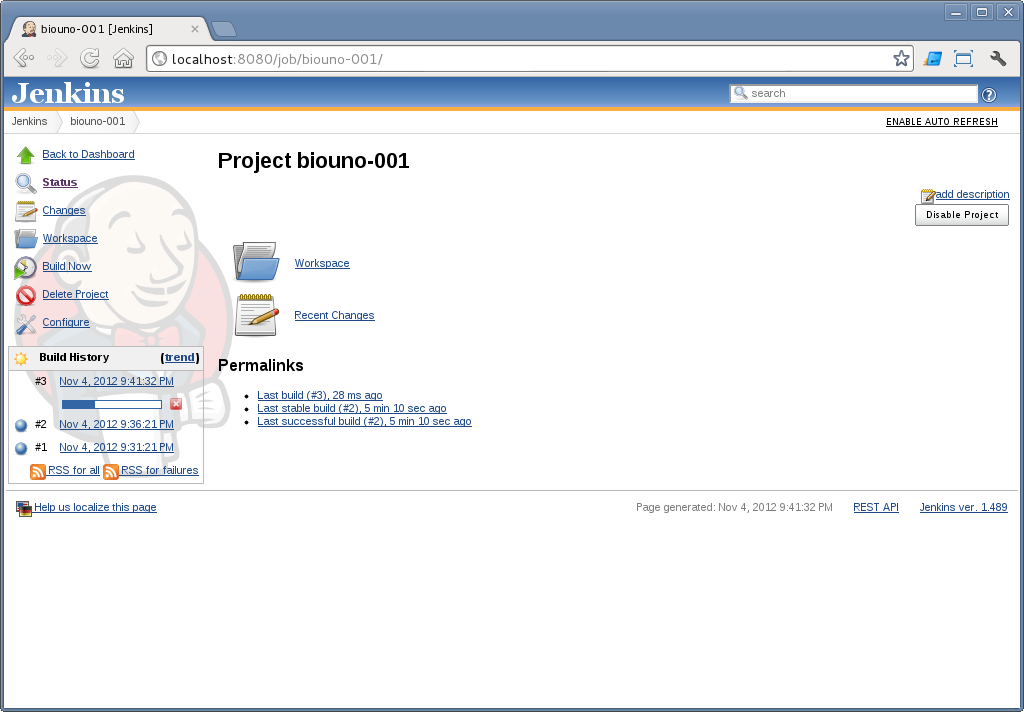 biouno-001 [Jenkins]
localhost:8080/job/biouno-001/
Jenkins
search
Jenkins biouno-001
ENABLE AUTO REFRESH
Back to Dashboard
Status
Changes
Workspace
Build Now
Delete Project
Configure
Build History (trend)
#3 Nov 4, 2012 9:41:32 PM
#2 Nov 4, 2012 9:36:21 PM
#1 Nov 4, 2012 9:31:21 PM
RSS for all RSS for failures
Project biouno-001
add description
Disable Project
Workspace
Recent Changes
Permalinks
Last build (#3), 28 ms ago
Last stable build (#2), 5 min 10 sec ago
Last successful build (#2), 5 min 10 sec ago
Help us localize this page
Page generated: Nov 4, 2012 9:41:32 PM REST API Jenkins ver. 1.489